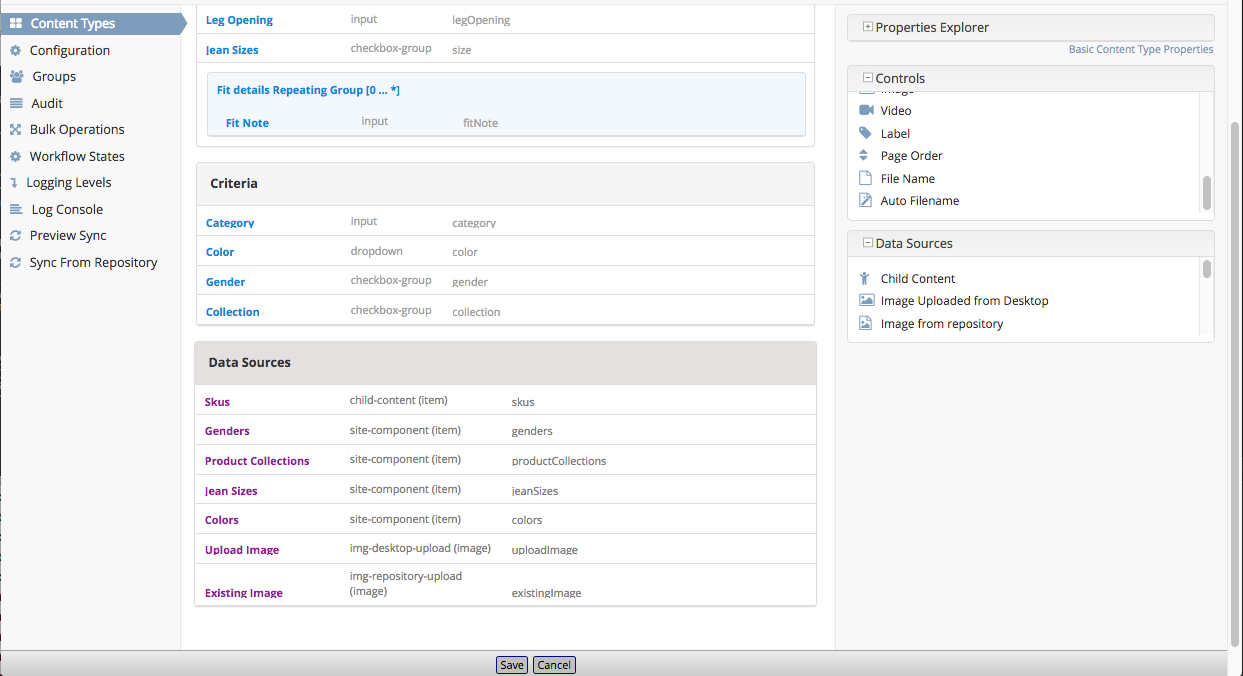 Content Types
Configuration
Groups
Audit
Bulk Operations
Workflow States
Logging Levels
Log Console
Preview Sync
Sync From Repository
Leg Opening input legOpening
Jean Sizes checkbox-group size
Fit details Repeating Group [0 ... *]
Fit Note input fitNote
Criteria
Category input category
Color dropdown color
Gender checkbox-group gender
Collection checkbox-group collection
Data Sources
Skus child-content (item) skus
Genders site-component (item) genders
Product Collections site-component (item) productCollections
Jean Sizes site-component (item) jeanSizes
Colors site-component (item) colors
Upload Image img-desktop-upload (image) uploadImage
img-repository-upload
Existing Image (image) existingImage
Properties Explorer
Basic Content Type Properties
Controls
Image
Video
Label
Page Order
File Name
Auto Filename
Data Sources
Child Content
Image Uploaded from Desktop
Image from repository
Save Cancel